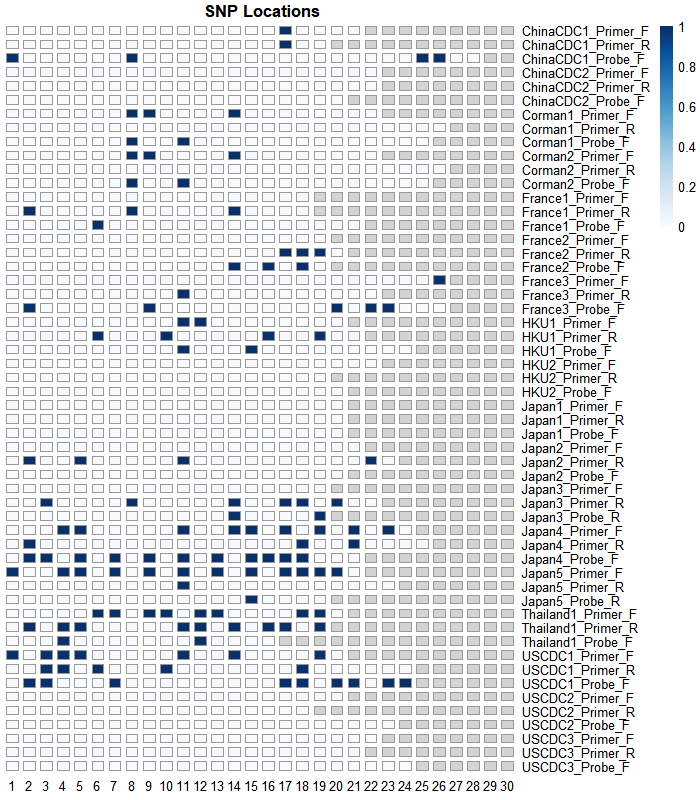 SNP Locations
ChinaCDC1_Primer_F
ChinaCDC1_Primer_R
ChinaCDC1_Probe_F
ChinaCDC2_Primer_F
ChinaCDC2_Primer_R
ChinaCDC2_Probe_F
Corman1_Primer_F
Corman1_Primer_R
Corman1_Probe_F
Corman2_Primer_F
Corman2_Primer_R
Corman2_Probe_F
France1_Primer_F
France1_Primer_R
France1_Probe_F
France2_Primer_F
France2_Primer_R
France2_Probe_F
France3_Primer_F
France3_Primer_R
France3_Probe_F
HKU1_Primer_F
HKU1_Primer_R
HKU1_Probe_F
HKU2_Primer_F
HKU2_Primer_R
HKU2_Probe_F
Japan1_Primer_F
Japan1_Primer_R
Japan1_Probe_F
Japan2_Primer_F
Japan2_Primer_R
Japan2_Probe_F
Japan3_Primer_F
Japan3_Primer_R
Japan3_Probe_R
Japan4_Primer_F
Japan4_Primer_R
Japan4_Probe_F
Japan5_Primer_F
Japan5_Primer_R
Japan5_Probe_R
Thailand1_Primer_F
Thailand1_Primer_R
Thailand1_Probe_F
USCDC1_Primer_F
USCDC1_Primer_R
USCDC1_Probe_F
USCDC2_Primer_F
USCDC2_Primer_R
USCDC2_Probe_F
USCDC3_Primer_F
USCDC3_Primer_R
USCDC3_Probe_F
1
0.8
0.6
0.4
0.2
0
1 2 3 4 5 6 7 8 9 10 11 12 13 14 15 16 17 18 19 20 21 22 23 24 25 26 27 28 29 30